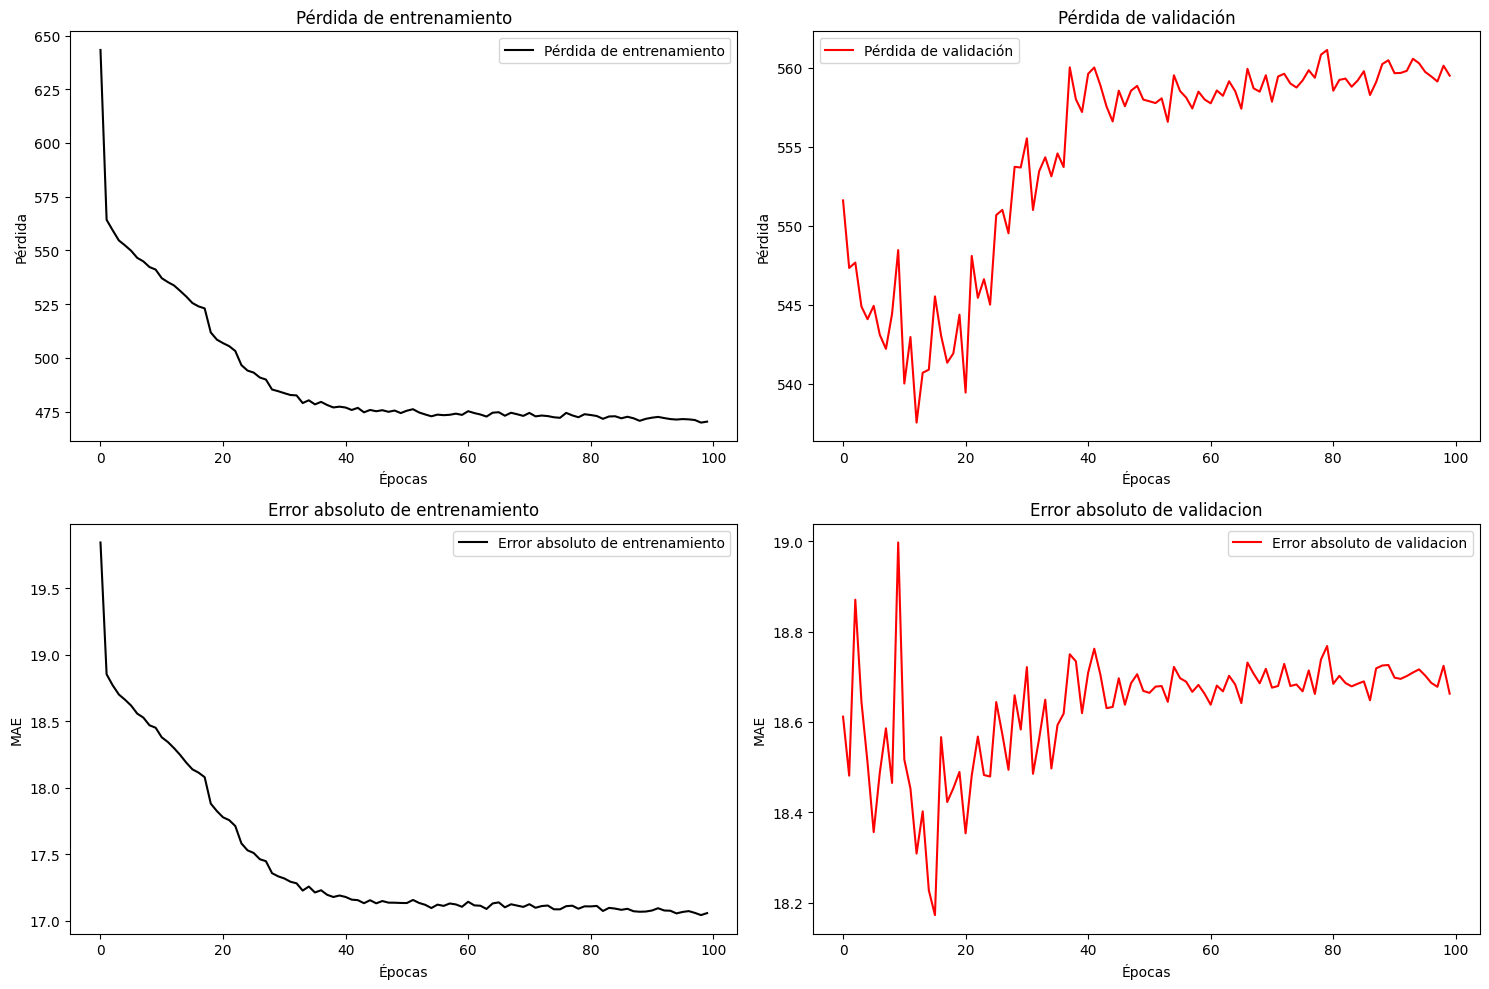 Pérdida de entrenamiento
650
625
600
575
550
525
500
475
Pérdida
Pérdida de entrenamiento
0 20 40 60 80 100
Épocas
Pérdida de validación
560
555
550
545
540
Pérdida
Pérdida de validación
0 20 40 60 80 100
Épocas
Error absoluto de entrenamiento
19.5
19.0
18.5
18.0
17.5
17.0
MAE
Error absoluto de entrenamiento
0 20 40 60 80 100
Épocas
Error absoluto de validacion
19.0
18.8
18.6
18.4
18.2
MAE
Error absoluto de validacion
0 20 40 60 80 100
Épocas